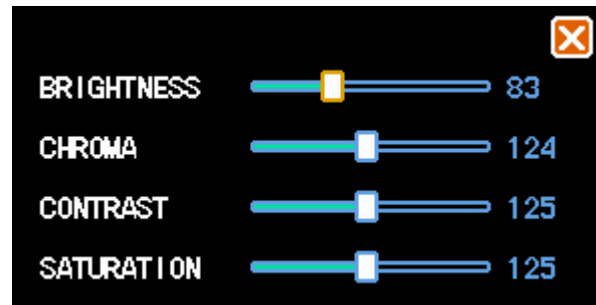 BRIGHTNESS 83
CHROMA 124
CONTRAST 125
SATURATION 125